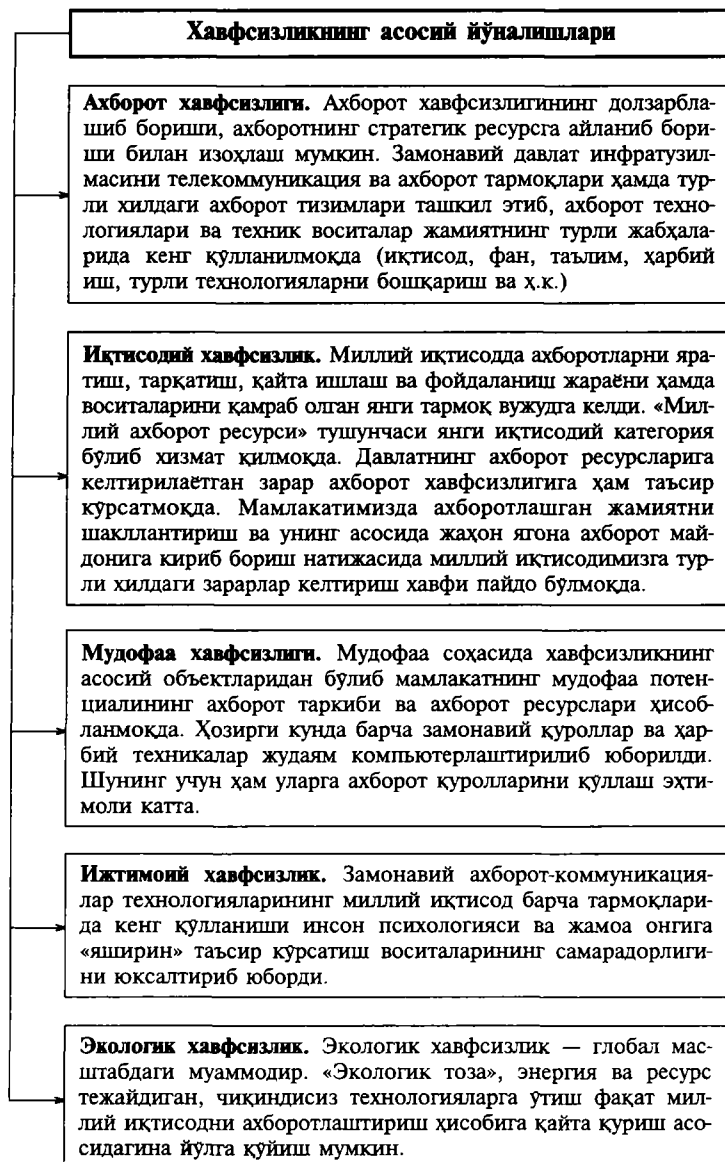 Хавфсизликнинг асосий йўналишлари
Ахборот хавфсизлиги. Ахборот хавфсизлигининг долзарбла-
шиб бориши, ахборотнинг стратегик ресурсга айланиб бори-
ши билан изоҳлаш мумкин. Замонавий давлат инфратузил-
масини телекоммуникация ва ахборот тармоқлари ҳамда тур-
ли хилдаги ахборот тизимлари ташкил этиб, ахборот техно-
логиялари ва техник воситалар жамиятнинг турли жабҳала-
рида кенг қўлланилмоқда (иқтисод, фан, таълим, ҳарбий
иш, турли технологияларни бошқариш ва ҳ.к.)
Иқтисодий хавфсизлик. Миллий иқтисодда ахборотларни яра-
тиш, тарқатиш, қайта ишлаш ва фойдаланиш жараёни ҳамда
воситаларини қамраб олган янги тармоқ вужудга келди. «Мил-
лий ахборот ресурси» тушунчаси янги иқтисодий категория
бўлиб хизмат қилмоқда. Давлатнинг ахборот ресурсларига
келтирилаётган зарар ахборот хавфсизлигига ҳам таъсир
кўрсатмоқда. Мамлакатимизда ахборотлашган жамиятни
шакллантириш ва унинг асосида жаҳон ягона ахборот май-
донига кириб бориш натижасида миллий иқтисодимизга тур-
ли хилдаги зарарлар келтириш хавфи пайдо бўлмоқда.
Мудофаа хавфсизлиги. Мудофаа соҳасида хавфсизликнинг
асосий объектларидан бўлиб мамлакатнинг мудофаа потен-
циалининг ахборот таркиби ва ахборот ресурслари ҳисоб-
ланмоқда. Ҳозирги кунда барча замонавий қуроллар ва ҳар-
бий техникалар жудаям компьютерлаштирилиб юборилди.
Шунинг учун ҳам уларга ахборот қуролларини қўллаш эҳти-
моли катта.
Ижтимоий хавфсизлик. Замонавий ахборот-коммуникация-
лар технологияларининг миллий иқтисод барча тармоқлари-
да кенг қўлланиши инсон психологияси ва жамоа онгига
«яширин» таъсир кўрсатиш воситаларининг самарадорлиги-
ни юксалтириб юборди.
Экологик хавфсизлик. Экологик хавфсизлик — глобал мас-
штабдаги муаммодир. «Экологик тоза», энергия ва ресурс
тежайдиган, чиқиндисиз технологияларга ўтиш фақат мил-
лий иқтисодни ахборотлаштириш ҳисобига қайта қуриш асо-
сидагина йўлга қўйиш мумкин.